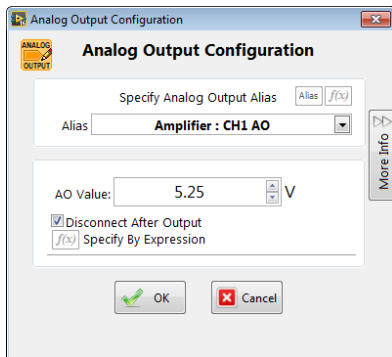 Analog Output Configuration
ANALOG
OUTPUT
Analog Output Configuration
Specify Analog Output Alias Alias f(x)
Alias Amplifier : CH1 AO
More Info
AO Value: 5.25 V
Disconnect After Output
f(x) Specify By Expression
OK Cancel